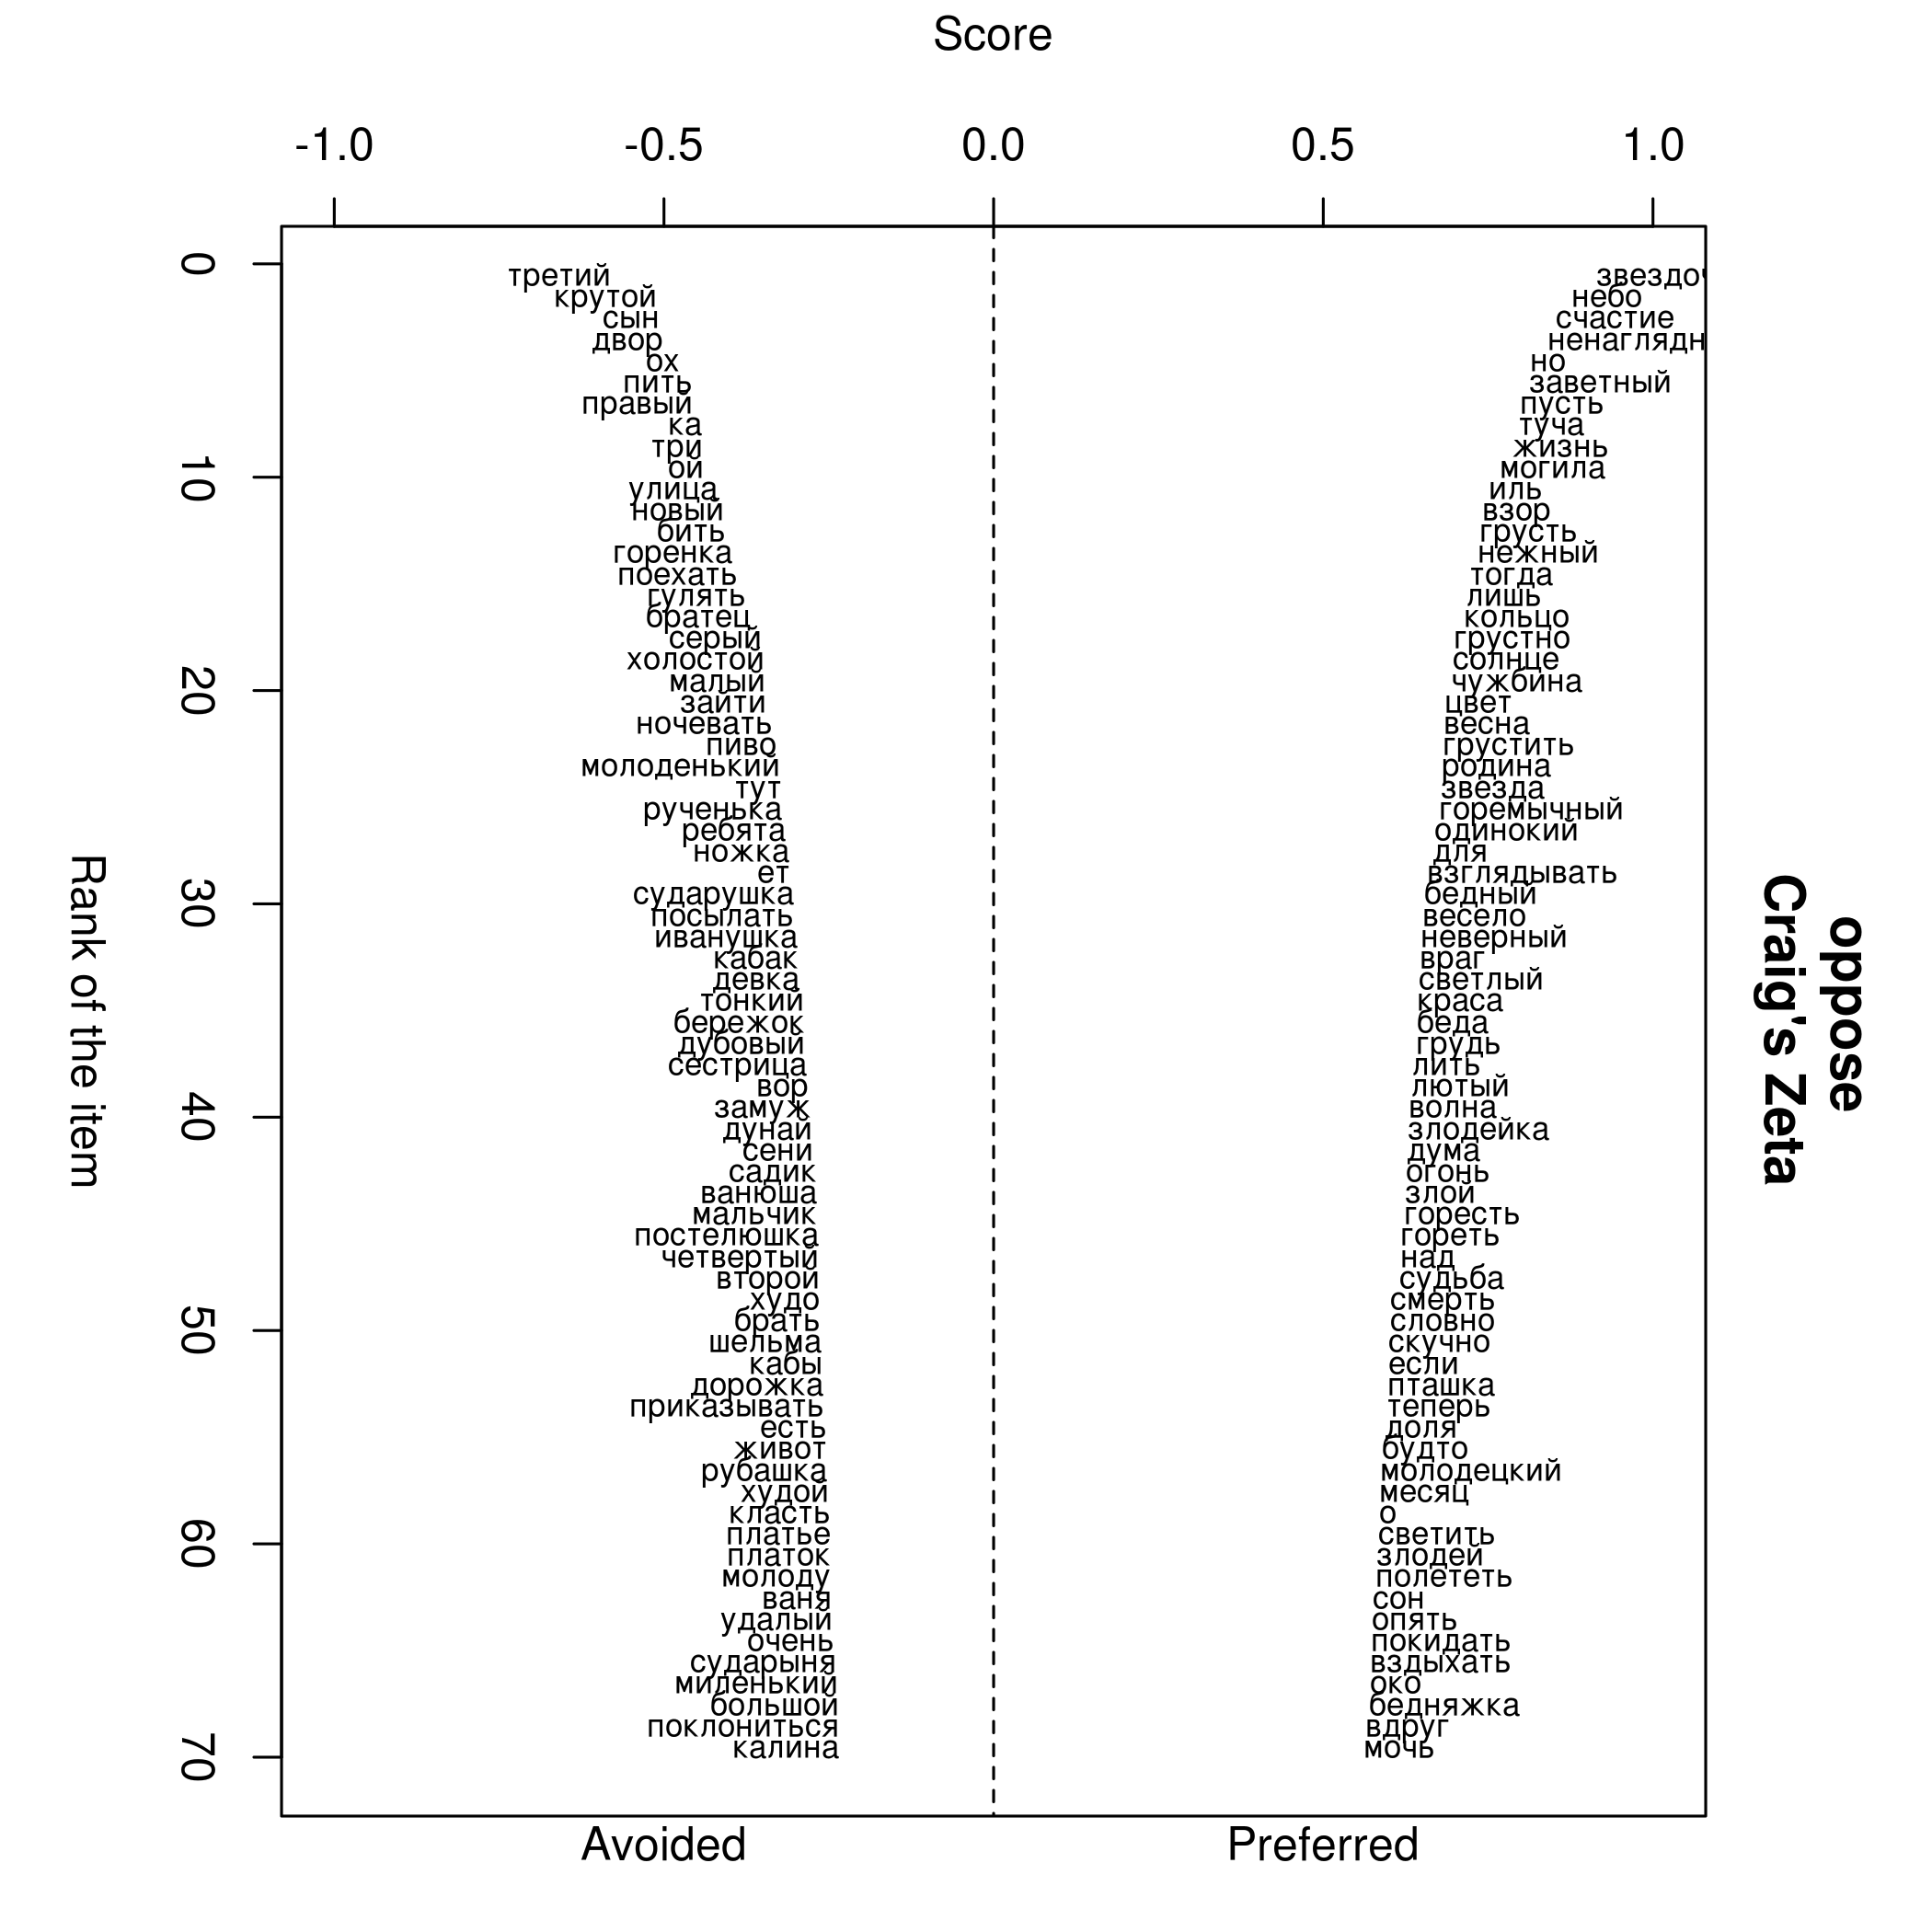 Score
-1.0 -0.5 0.0 0.5 1.0
0
10
20
30
40
50
60
70
Rank of the item
третий
крутой
сын
двор
ох
пить
правый
ка
три
ой
улица
новый
бить
горенка
поехать
гулять
братец
серый
холостой
малый
зайти
ночевать
пиво
молоденький
тут
рученька
ребята
ножка
ет
сударушка
посылать
иванушка
кабак
девка
тонкий
бережок
дубовый
сестрица
вор
замуж
дунай
сени
садик
ванюша
мальчик
постелюшка
четвертый
второй
худо
брать
шельма
кабы
дорожка
приказывать
есть
живот
рубашка
худой
класть
платье
платок
молоду
ваня
удалый
очень
сударыня
миленький
большой
поклониться
калина
небо
счастие
ненаглядн
но
заветный
пусть
туча
жизнь
могила
иль
взор
грусть
нежный
тогда
лишь
кольцо
грустно
солнце
чужбина
цвет
весна
грустить
родина
звезда
горемычный
одинокий
для
взглядывать
бедный
весело
неверный
враг
светлый
краса
беда
грудь
лить
лютый
волна
злодейка
дума
огонь
злой
горесть
гореть
над
судьба
смерть
словно
скучно
если
пташка
теперь
доля
будто
молодецкий
месяц
о
светить
злодей
полететь
сон
опять
покидать
вздыхать
око
бедняжка
вдруг
мочь
Avoided Preferred
oppose
Craig's Zeta